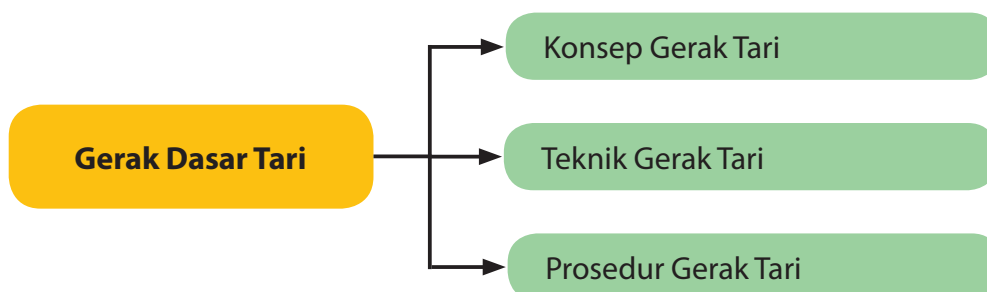 Konsep Gerak Tari
Gerak Dasar Tari
Teknik Gerak Tari
Prosedur Gerak Tari